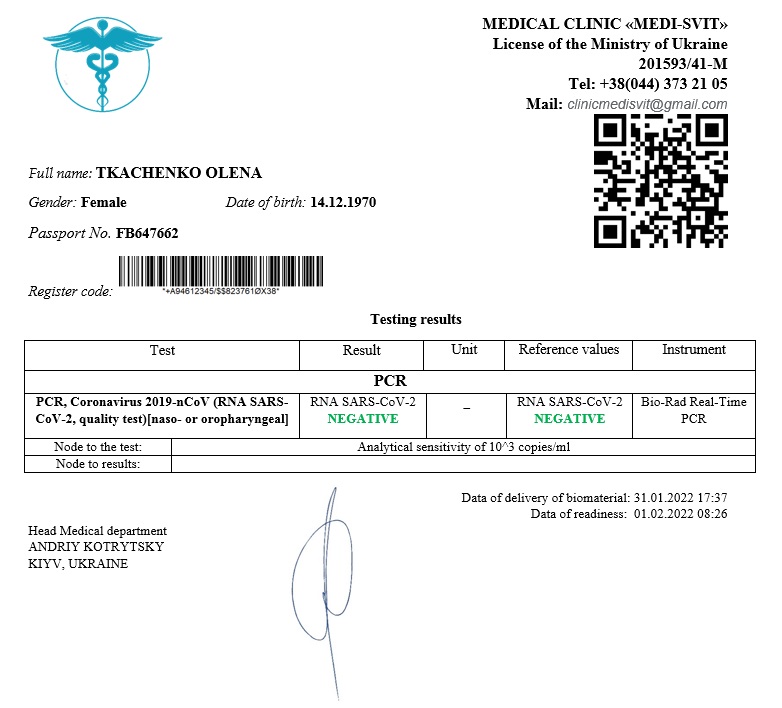 MEDICAL CLINIC «MEDI-SVIT»
License of the Ministry of Ukraine
201593/41-M
Tel: +38(044) 373 21 05
Mail: clinicmedisvit@gmail.com
Full name: TKACHENKO OLENA
Gender: Female Date of birth: 14.12.1970
Passport No. FB647662
Register code: *+A94612345/$$823761ØX38*
Testing results
Test Result Unit Reference values Instrument
PCR
PCR, Coronavirus 2019-nCoV (RNA SARS- RNA SARS-CoV-2 – RNA SARS-CoV-2 Bio-Rad Real-Time
CoV-2, quality test)[naso- or oropharyngeal] NEGATIVE NEGATIVE PCR
Node to the test: Analytical sensitivity of 10^3 copies/ml
Node to results:
Data of delivery of biomaterial: 31.01.2022 17:37
Data of readiness: 01.02.2022 08:26
Head Medical department
ANDRIY KOTRYTSKY
KIYV, UKRAINE